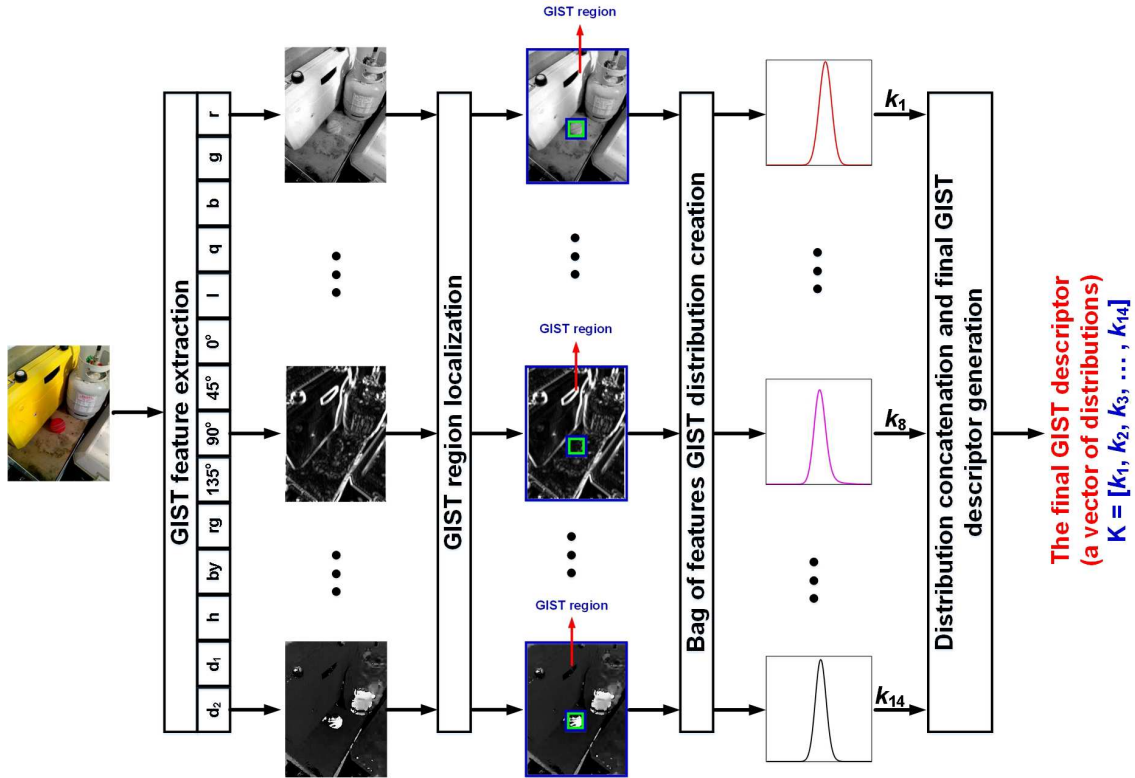 GIST feature extraction
r
g
b
q
l
0°
45°
90°
135°
rg
by
h
d₁
d₂
GIST region localization
GIST region
GIST region
GIST region
Bag of features GIST distribution creation
k₁
k₈
k₁₄
Distribution concatenation and final GIST
descriptor generation
The final GIST descriptor
(a vector of distributions)
K = [k₁, k₂, k₃, ... , k₁₄]